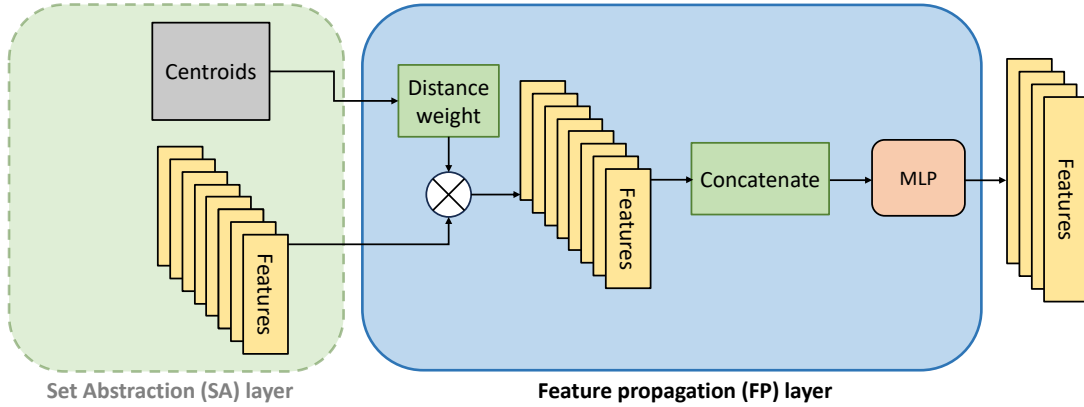 Centroids
Distance
weight
Features
Features
Concatenate
MLP
Features
Set Abstraction (SA) layer
Feature propagation (FP) layer